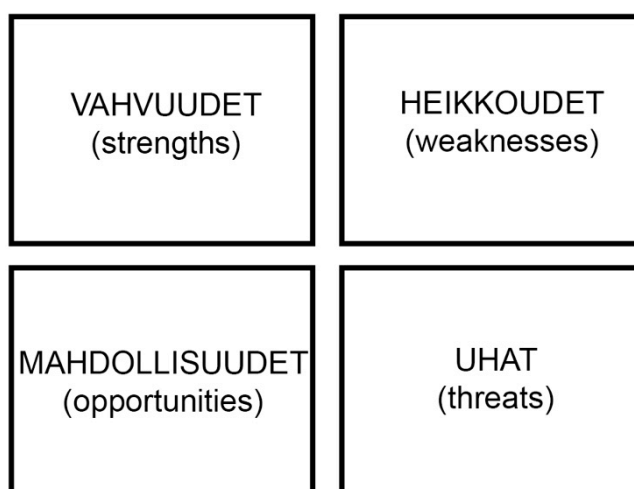 VAHVUUDET
(strengths)
HEIKKOUDET
(weaknesses)
MAHDOLLISUUDET
(opportunities)
UHAT
(threats)